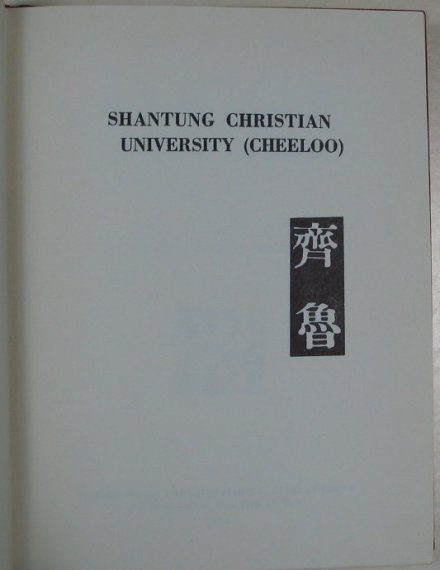 SHANTUNG CHRISTIAN
UNIVERSITY (CHEELOO)
齊魯